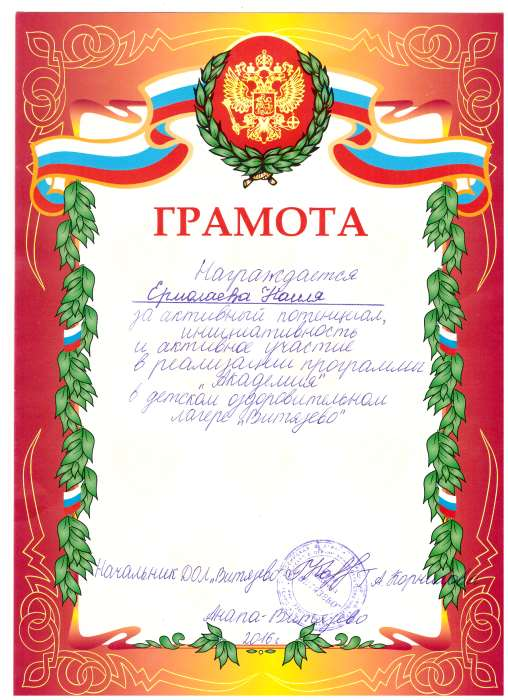 ГРАМОТА
Награждается
Ермолаева Наиля
за активный потенциал,
инициативность
и активное участие
в реализации программы
"Академия"
в детском оздоровительном
лагере "Витязево"
Начальник ДОЛ "Витязево" Т. А
Анапа-Витязево
2016 г.